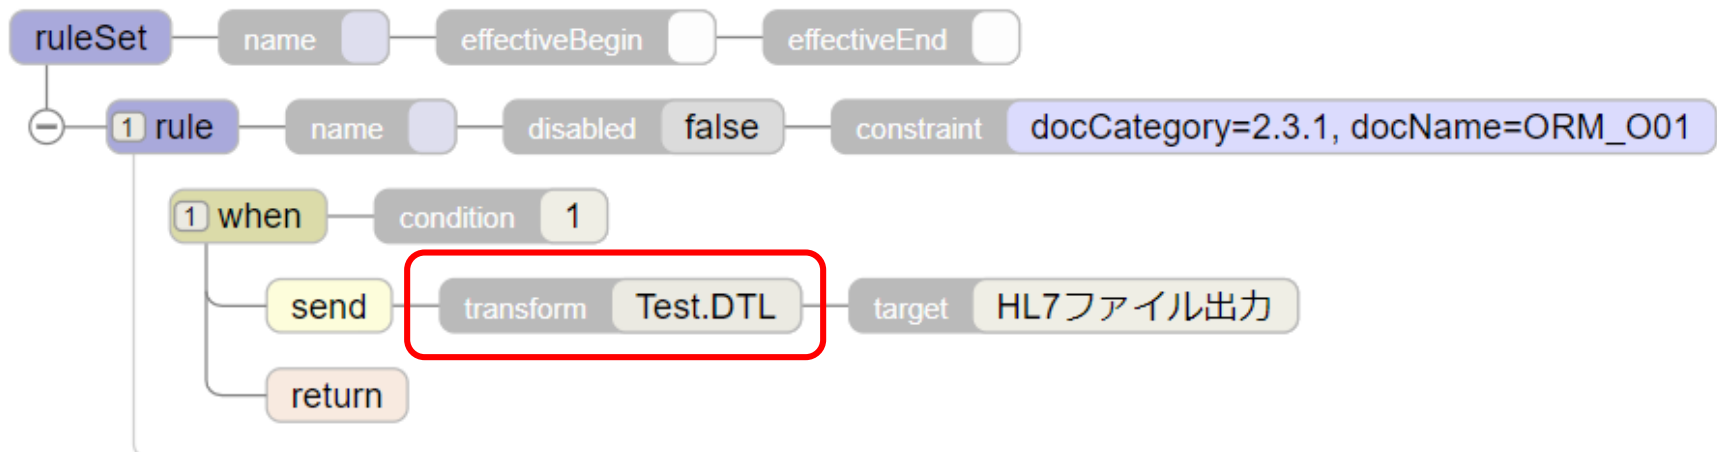 ruleSet name effectiveBegin effectiveEnd
1 rule name disabled false constraint docCategory=2.3.1, docName=ORM_O01
1 when condition 1
send transform Test.DTL target HL7ファイル出力
return